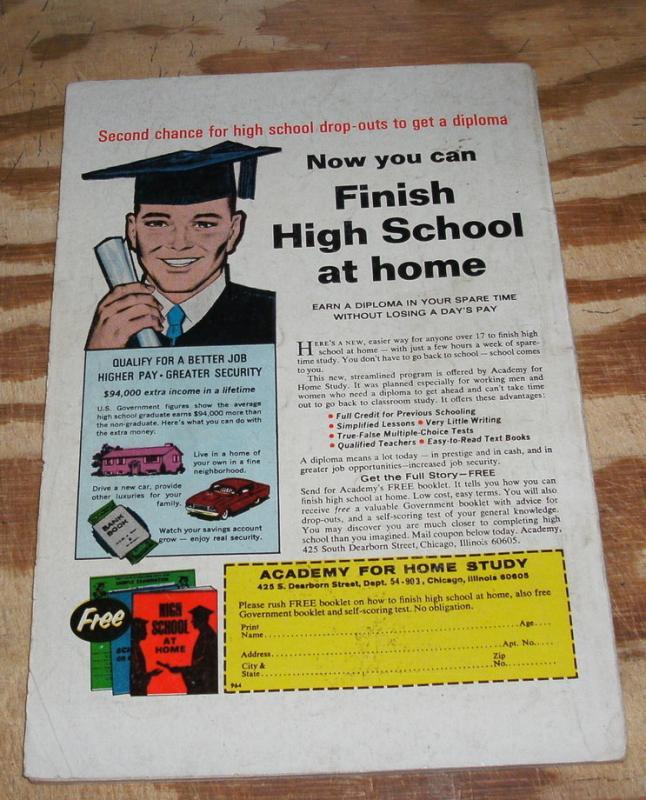 Second chance for high school drop-outs to get a diploma
Now you can
Finish
High School
at home
EARN A DIPLOMA IN YOUR SPARE TIME
WITHOUT LOSING A DAY'S PAY
HERE'S A NEW, easier way for anyone over 17 to finish high
school at home — with just a few hours a week of spare-
time study. You don't have to go back to school — school comes
to you.
This new, streamlined program is offered by Academy for
Home Study. It was planned especially for working men and
women who need a diploma to get ahead and can't take time
out to go back to classroom study. It offers these advantages:
• Full Credit for Previous Schooling
• Simplified Lessons • Very Little Writing
• True-False Multiple-Choice Tests
• Qualified Teachers • Easy-to-Read Text Books
A diploma means a lot today — in prestige and in cash, and in
greater job opportunities—increased job security.
Get the Full Story—FREE
Send for Academy's FREE booklet. It tells you how you can
finish high school at home. Low cost, easy terms. You will also
receive free a valuable Government booklet with advice for
drop-outs, and a self-scoring test of your general knowledge.
You may discover you are much closer to completing high
school than you imagined. Mail coupon below today. Academy,
425 South Dearborn Street, Chicago, Illinois 60605.
QUALIFY FOR A BETTER JOB
HIGHER PAY • GREATER SECURITY
$94,000 extra income in a lifetime
U.S. Government figures show the average
high school graduate earns $94,000 more than
the non-graduate. Here's what you can do with
the extra money:
Live in a home of
your own in a fine
neighborhood.
Drive a new car, provide
other luxuries for your
family.
BANK
BOOK
Watch your savings account
grow — enjoy real security.
Free
SAMPLE EXAMINATION
HIGH
SCHOOL
AT
HOME
ACADEMY FOR HOME STUDY
425 S. Dearborn Street, Dept. 54-903, Chicago, Illinois 60605
Please rush FREE booklet on how to finish high school at home, also free
Government booklet and self-scoring test. No obligation.
Print
Name Age
Address Apt. No.
City & Zip
State No.
964